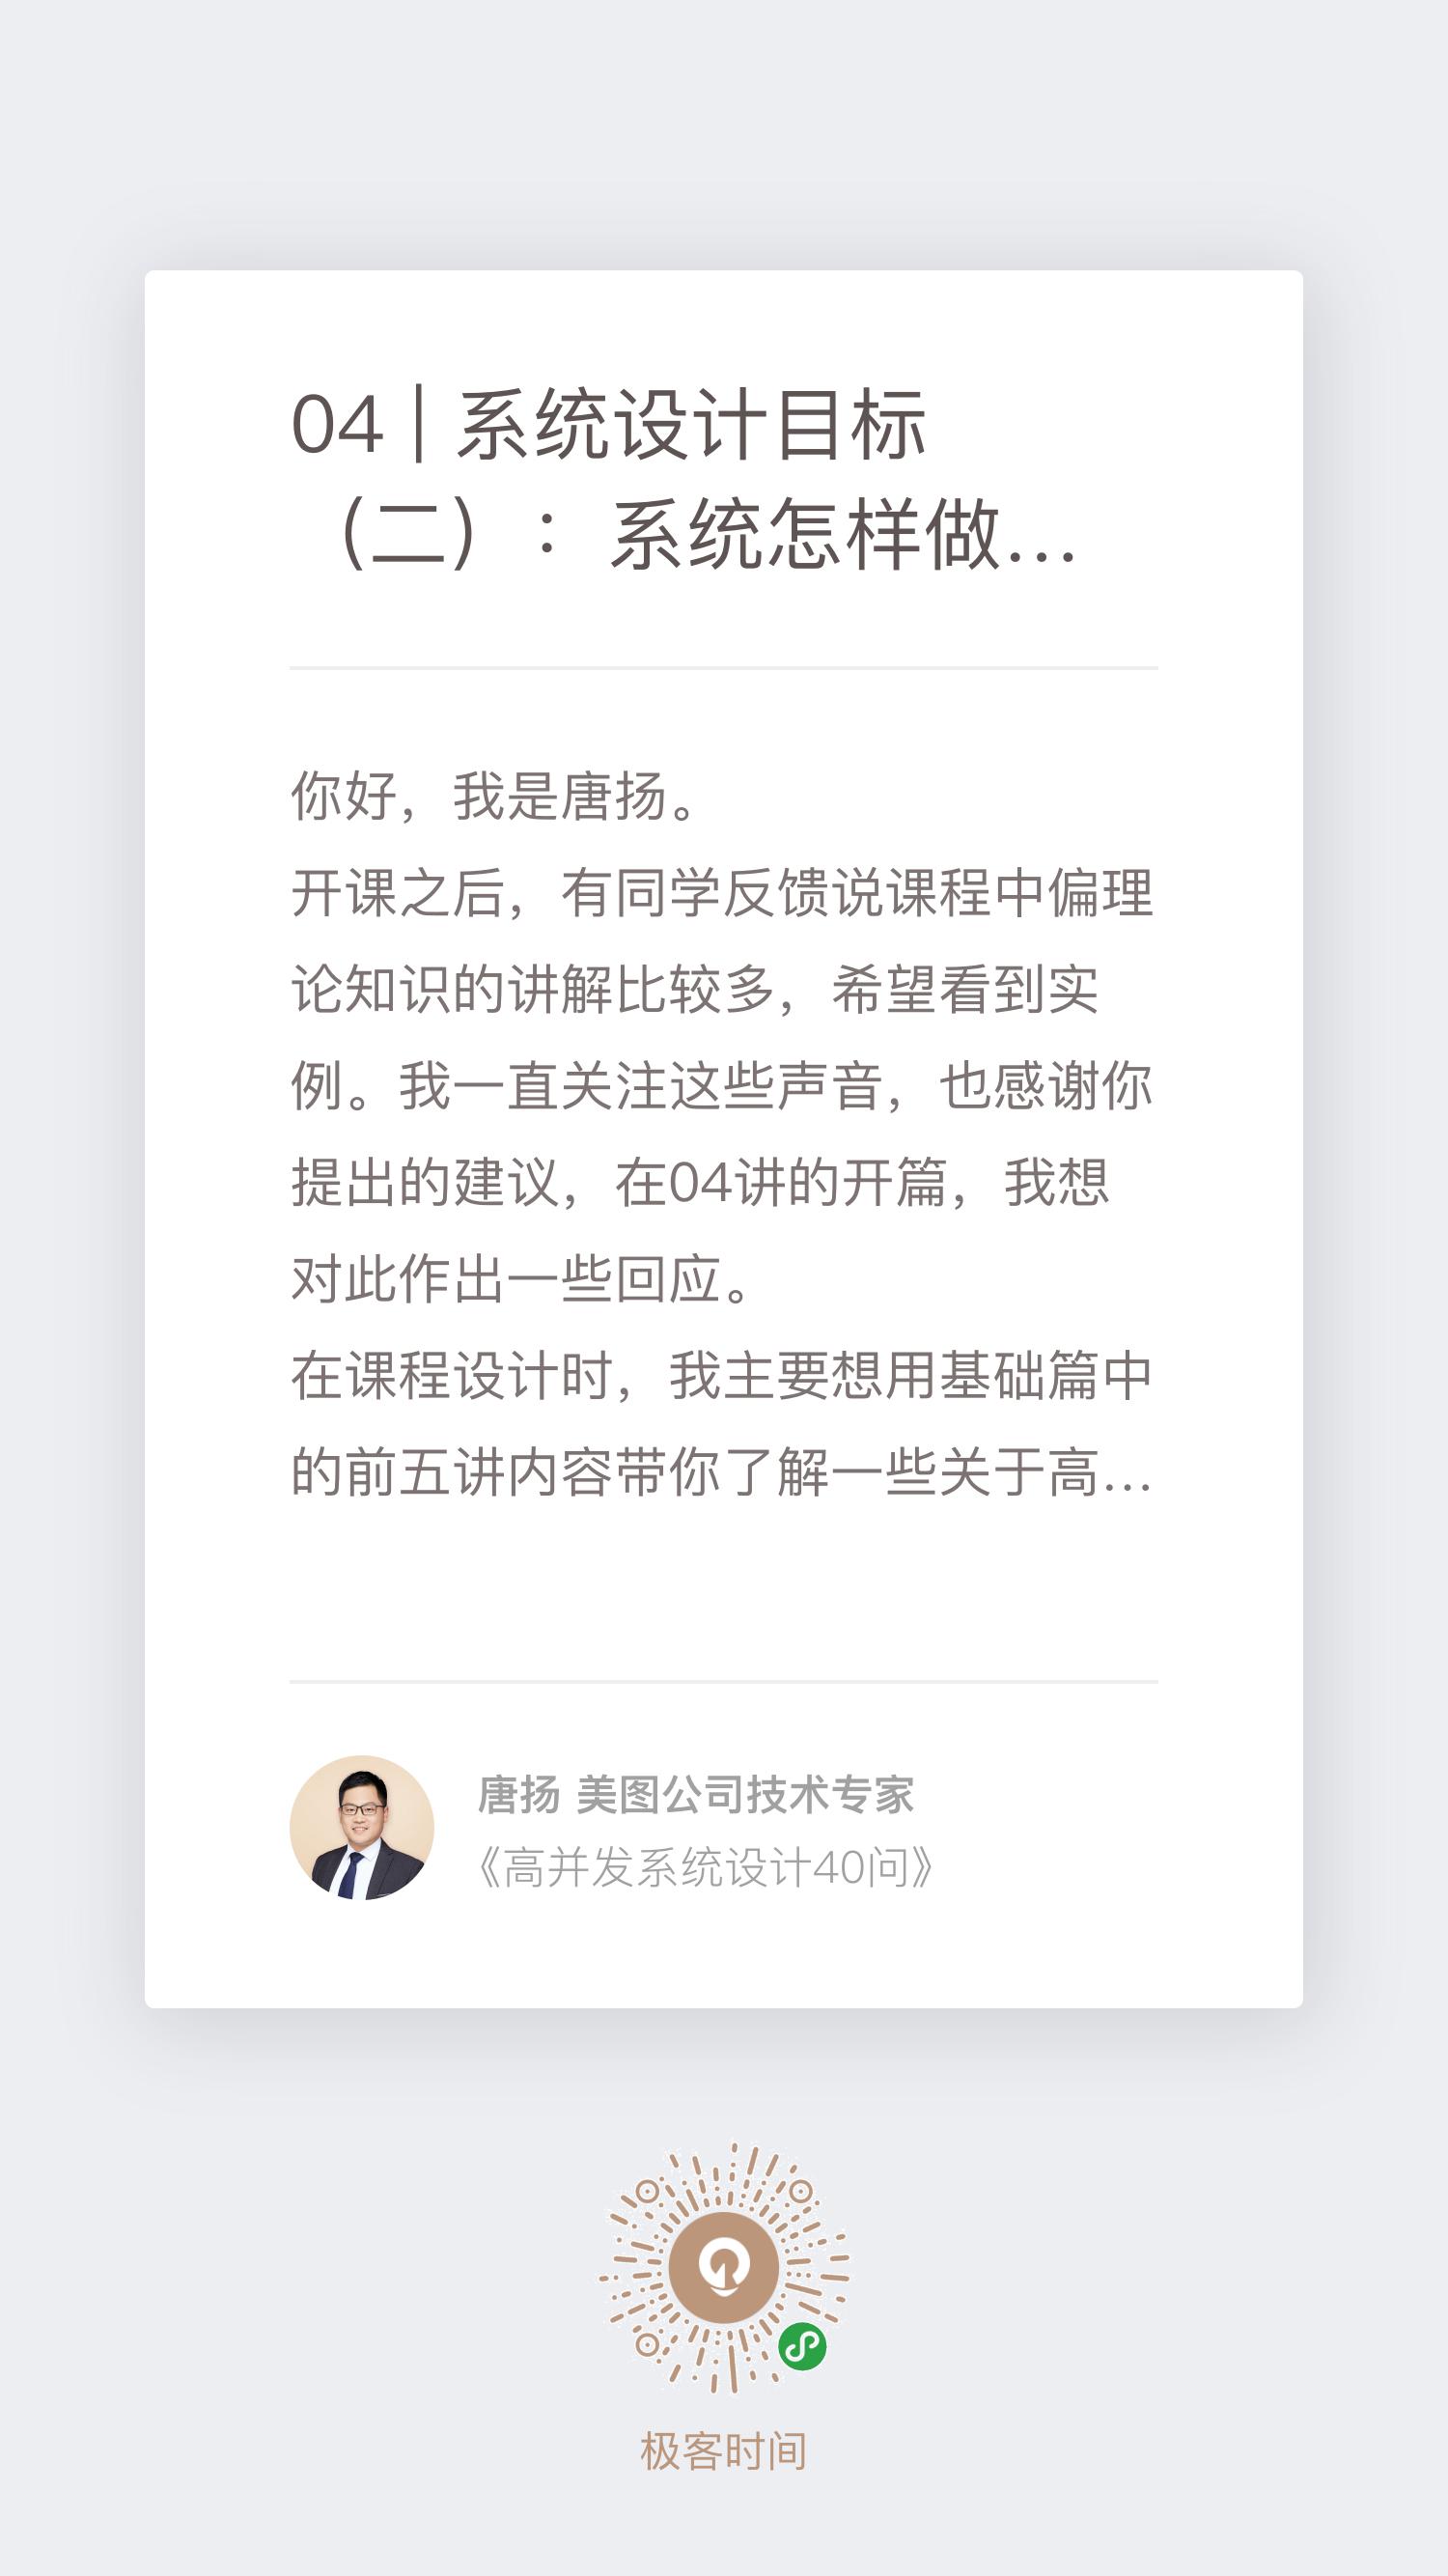 04 | 系统设计目标
（二）：系统怎样做...
你好，我是唐扬。
开课之后，有同学反馈说课程中偏理
论知识的讲解比较多，希望看到实
例。我一直关注这些声音，也感谢你
提出的建议，在04讲的开篇，我想
对此作出一些回应。
在课程设计时，我主要想用基础篇中
的前五讲内容带你了解一些关于高...
唐扬 美图公司技术专家
《高并发系统设计40问》
极客时间